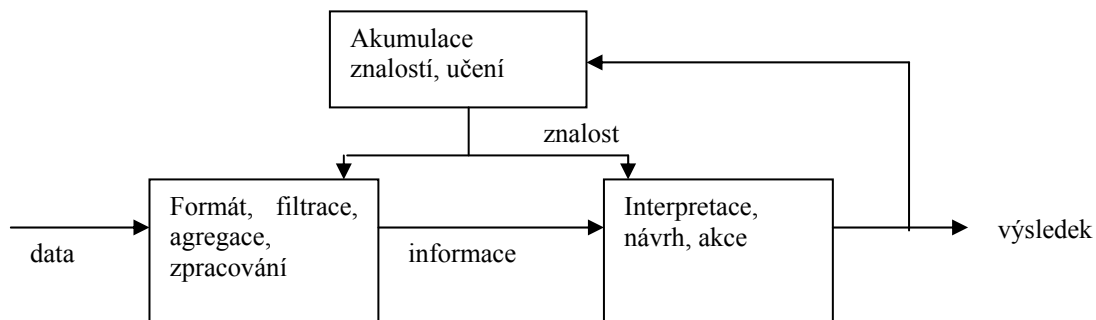 Akumulace
znalostí, učení
znalost
Formát, filtrace,
agregace,
zpracování
Interpretace,
návrh, akce
data
informace
výsledek